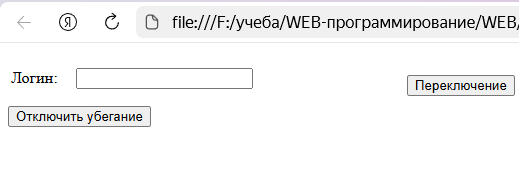 Я file:///F:/учеба/WEB-программирование/WEB/
Логин:
Переключение
Отключить убегание